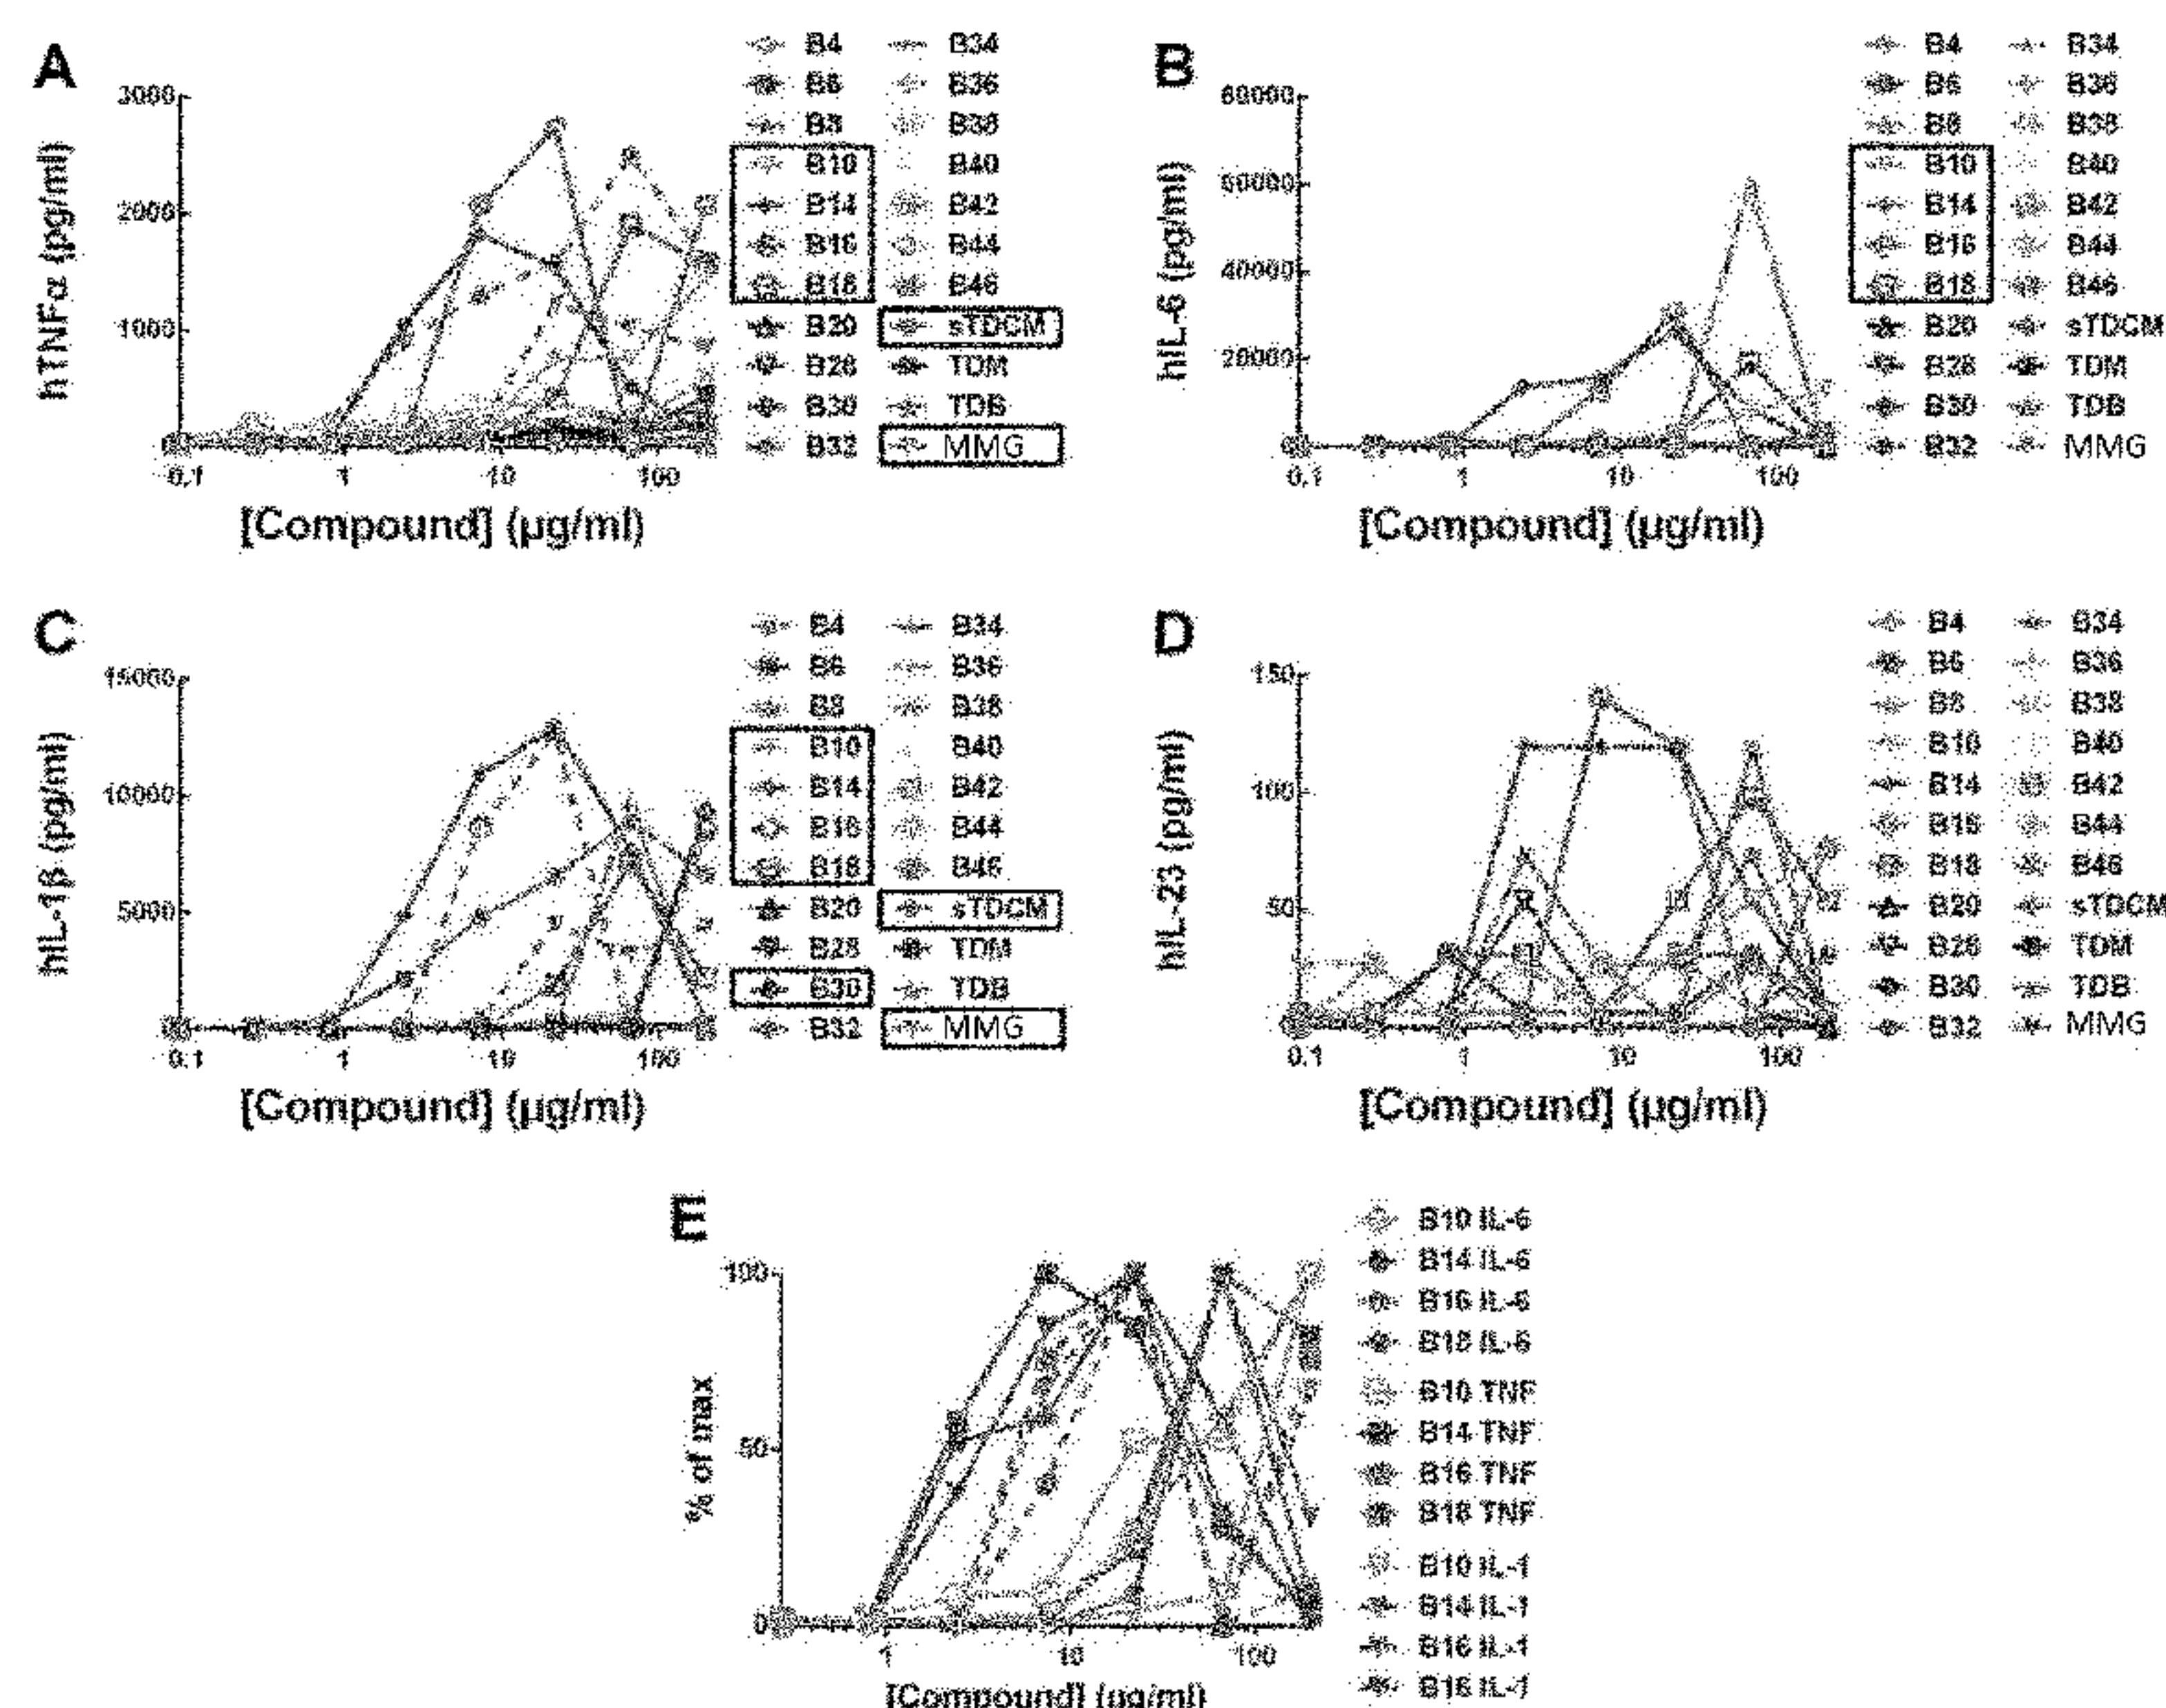 A
hTNFα (pg/ml)
3000
2000
1000
0
0.1 1 10 100
[Compound] (µg/ml)
B4 B34
B6 B36
B8 B38
B10 B40
B14 B42
B16 B44
B18 B46
B20 sTDCM
B26 TDM
B30 TDB
B32 MMG
B
hIL-6 (pg/ml)
60000
40000
20000
0.1 1 10 100
[Compound] (µg/ml)
B4 B34
B6 B36
B8 B38
B10 B40
B14 B42
B16 B44
B18 B46
B20 sTDCM
B26 TDM
B30 TDB
B32 MMG
C
hIL-1β (pg/ml)
15000
10000
5000
0.1 1 10 100
[Compound] (µg/ml)
B4 B34
B6 B36
B8 B38
B10 B40
B14 B42
B16 B44
B18 B46
B20 sTDCM
B26 TDM
B30 TDB
B32 MMG
D
hIL-23 (pg/ml)
150
100
50
0.1 1 10 100
[Compound] (µg/ml)
B4 B34
B6 B36
B8 B38
B10 B40
B14 B42
B16 B44
B18 B46
B20 sTDCM
B26 TDM
B30 TDB
B32 MMG
E
% of max
100
50
0
1 10 100
[Compound] (µg/ml)
B10 IL-6
B14 IL-6
B16 IL-6
B18 IL-6
B10 TNF
B14 TNF
B16 TNF
B18 TNF
B10 IL-1
B14 IL-1
B16 IL-1
B18 IL-1